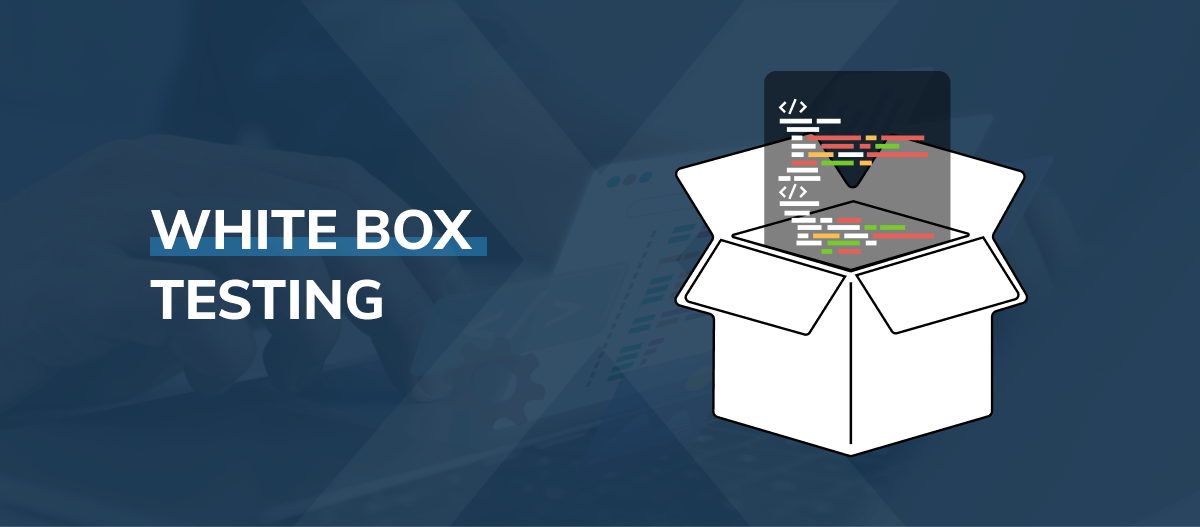 WHITE BOX
TESTING
</>
</>